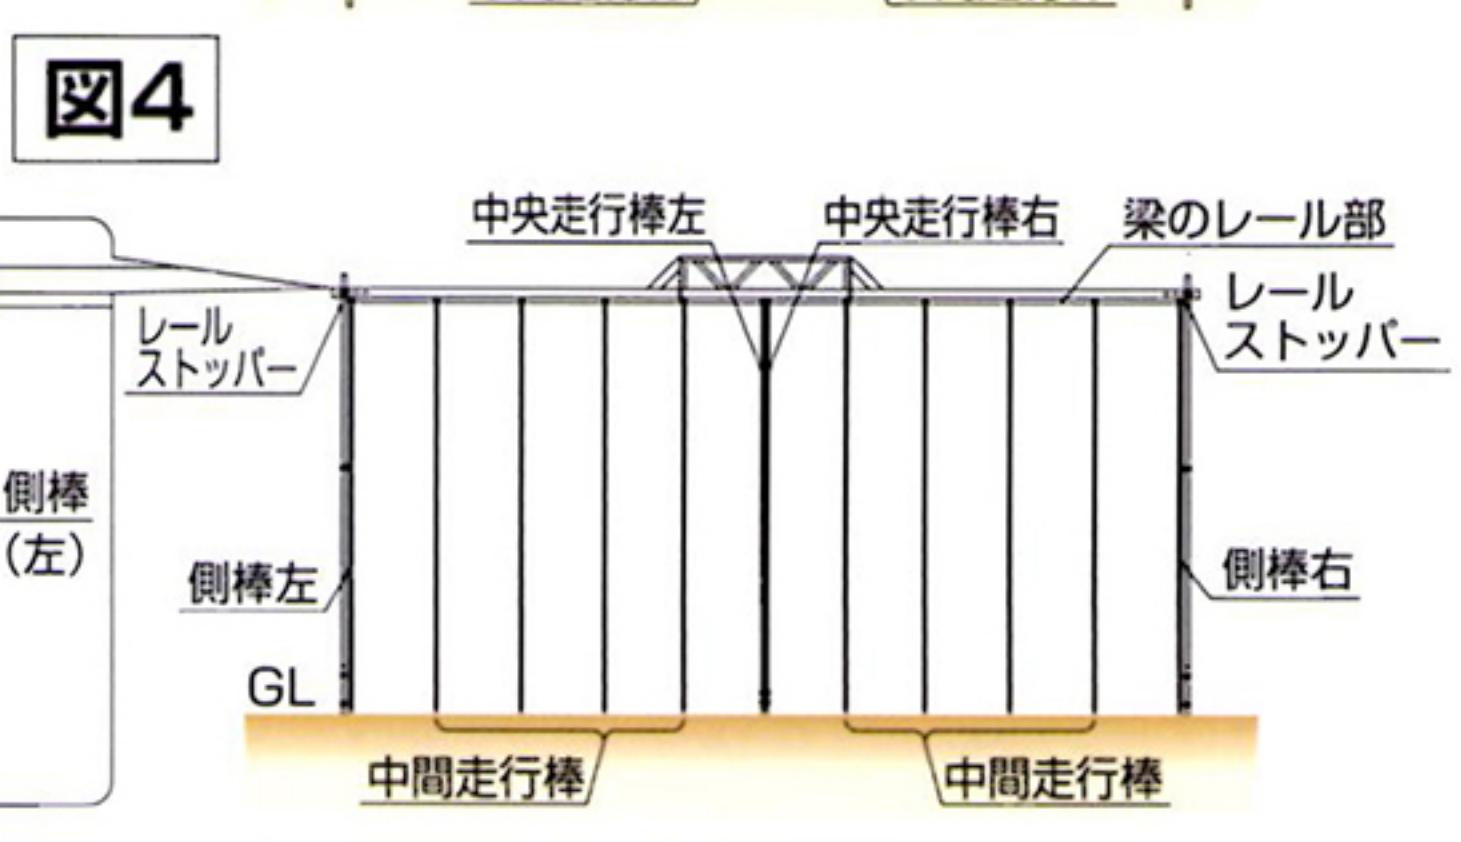 図4
中央走行棒左
中央走行棒右
梁のレール部
レール
ストッパー
レール
ストッパー
側棒
(左)
側棒左
側棒右
GL
中間走行棒
中間走行棒